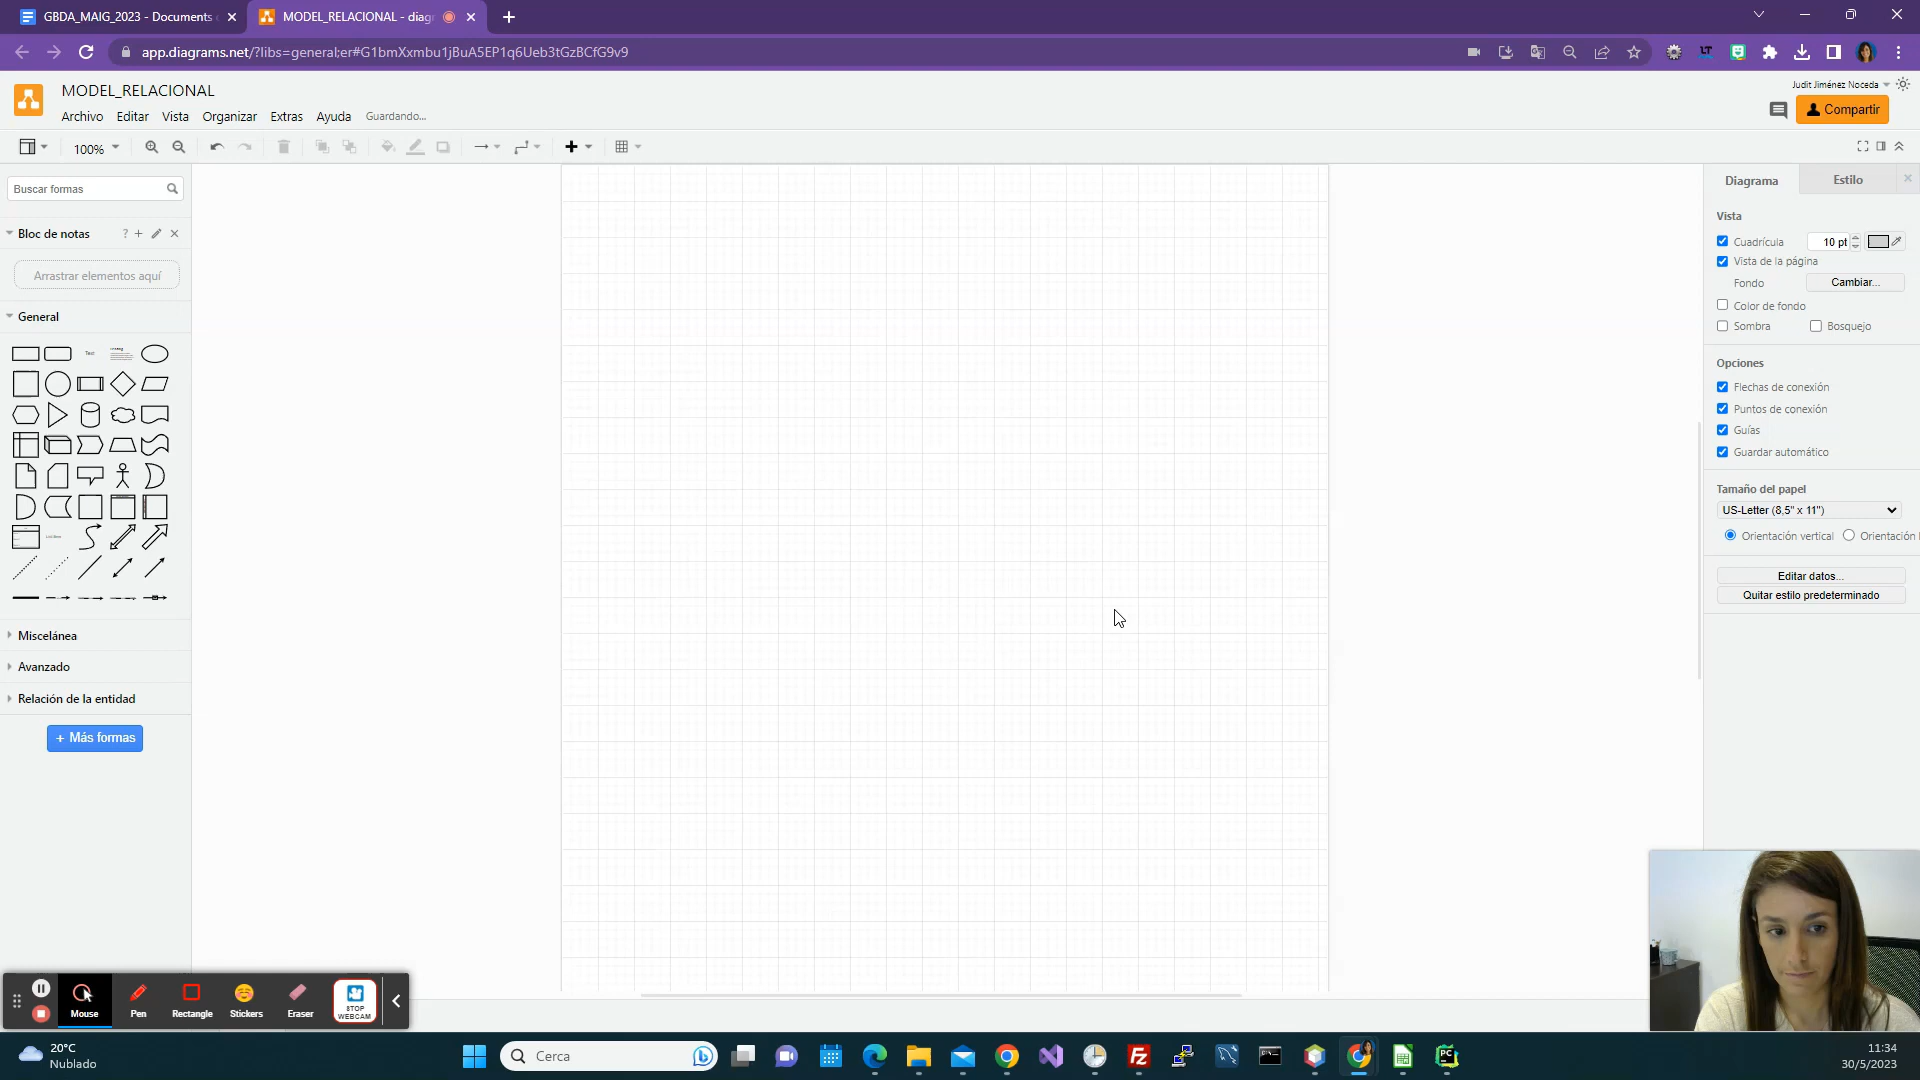 GBDA_MAIG_2023 - Documents
MODEL_RELACIONAL - diag
app.diagrams.net/?libs=general;er#G1bmXxmbu1jBuA5EP1q6Ueb3tGzBCfG9v9
MODEL_RELACIONAL
Judit Jiménez Noceda
Archivo Editar Vista Organizar Extras Ayuda Guardando...
Compartir
100%
Buscar formas
Diagrama Estilo
Vista
Bloc de notas
?
Cuadrícula 10 pt
Vista de la página
Arrastrar elementos aquí
Fondo Cambiar...
Color de fondo
General
Sombra Bosquejo
Text
Heading
Opciones
Flechas de conexión
Puntos de conexión
Guías
Guardar automático
Tamaño del papel
US-Letter (8,5" x 11")
Orientación vertical Orientación
List Item
Editar datos...
Quitar estilo predeterminado
Miscelánea
Avanzado
Relación de la entidad
+ Más formas
Mouse Pen Rectangle Stickers Eraser STOP
WEBCAM
20°C
Nublado
Cerca
11:34
30/5/2023